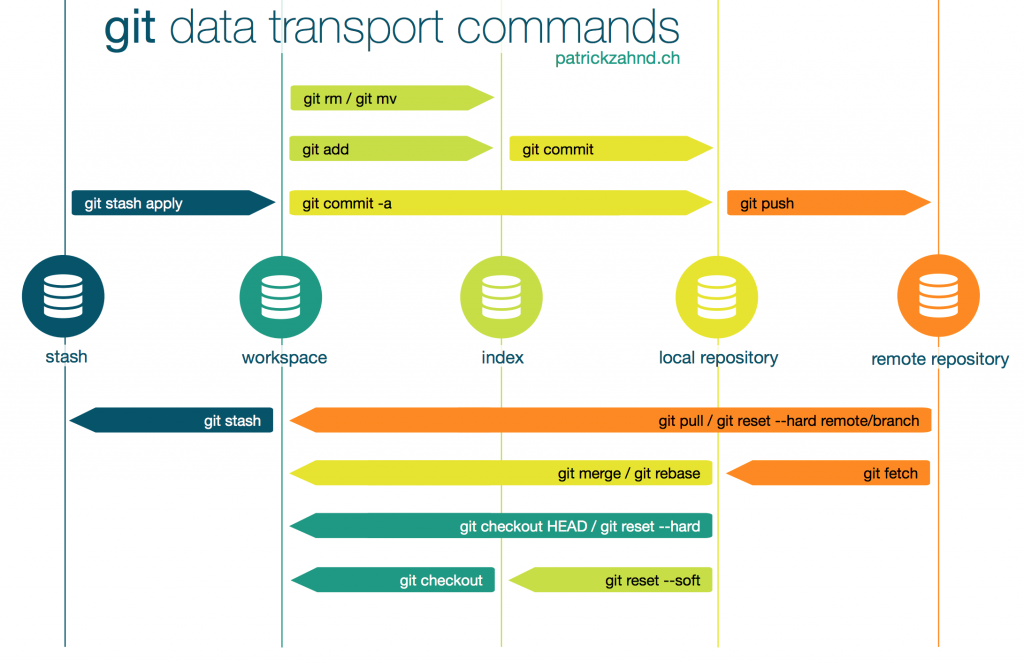 git data transport commands
patrickzahnd.ch
git rm / git mv
git add
git commit
git stash apply
git commit -a
git push
stash
workspace
index
local repository
remote repository
git stash
git pull / git reset --hard remote/branch
git merge / git rebase
git fetch
git checkout HEAD / git reset --hard
git checkout
git reset --soft